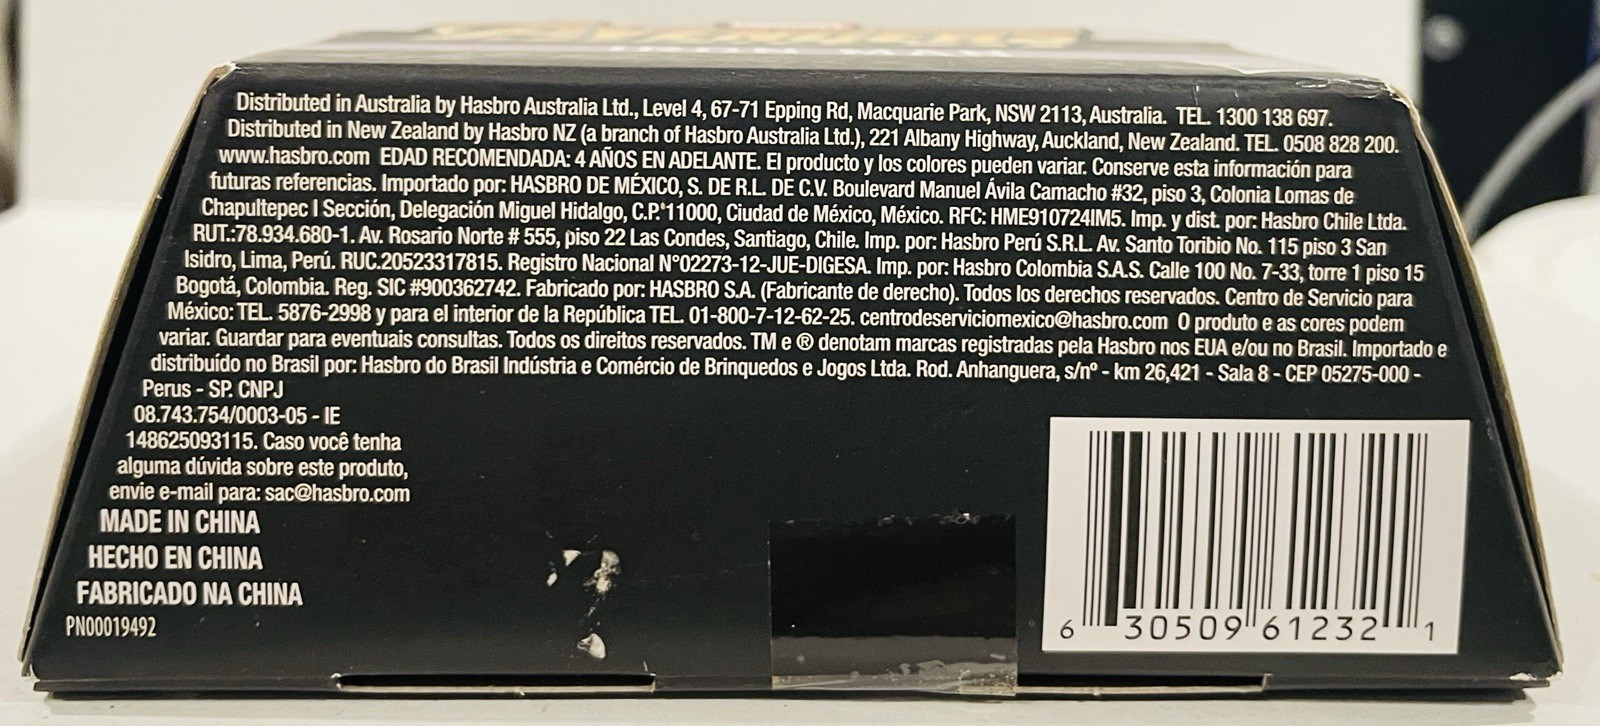 Distributed in Australia by Hasbro Australia Ltd., Level 4, 67-71 Epping Rd, Macquarie Park, NSW 2113, Australia. TEL. 1300 138 697.
Distributed in New Zealand by Hasbro NZ (a branch of Hasbro Australia Ltd.), 221 Albany Highway, Auckland, New Zealand. TEL. 0508 828 200.
www.hasbro.com EDAD RECOMENDADA: 4 AÑOS EN ADELANTE. El producto y los colores pueden variar. Conserve esta información para
futuras referencias. Importado por: HASBRO DE MÉXICO, S. DE R.L. DE C.V. Boulevard Manuel Ávila Camacho #32, piso 3, Colonia Lomas de
Chapultepec I Sección, Delegación Miguel Hidalgo, C.P. 11000, Ciudad de México, México. RFC: HME910724IM5. Imp. y dist. por: Hasbro Chile Ltda.
RUT.:78.934.680-1. Av. Rosario Norte # 555, piso 22 Las Condes, Santiago, Chile. Imp. por: Hasbro Perú S.R.L. Av. Santo Toribio No. 115 piso 3 San
Isidro, Lima, Perú. RUC.20523317815. Registro Nacional N°02273-12-JUE-DIGESA. Imp. por: Hasbro Colombia S.A.S. Calle 100 No. 7-33, torre 1 piso 15
Bogotá, Colombia. Reg. SIC #900362742. Fabricado por: HASBRO S.A. (Fabricante de derecho). Todos los derechos reservados. Centro de Servicio para
México: TEL. 5876-2998 y para el interior de la República TEL. 01-800-7-12-62-25. centrodeserviciomexico@hasbro.com O produto e as cores podem
variar. Guardar para eventuais consultas. Todos os direitos reservados. TM e ® denotam marcas registradas pela Hasbro nos EUA e/ou no Brasil. Importado e
distribuído no Brasil por: Hasbro do Brasil Indústria e Comércio de Brinquedos e Jogos Ltda. Rod. Anhanguera, s/nº - km 26,421 - Sala 8 - CEP 05275-000 -
Perus - SP. CNPJ
08.743.754/0003-05 - IE
148625093115. Caso você tenha
alguma dúvida sobre este produto,
envie e-mail para: sac@hasbro.com
MADE IN CHINA
HECHO EN CHINA
FABRICADO NA CHINA
PN00019492
6 30509 61232 1